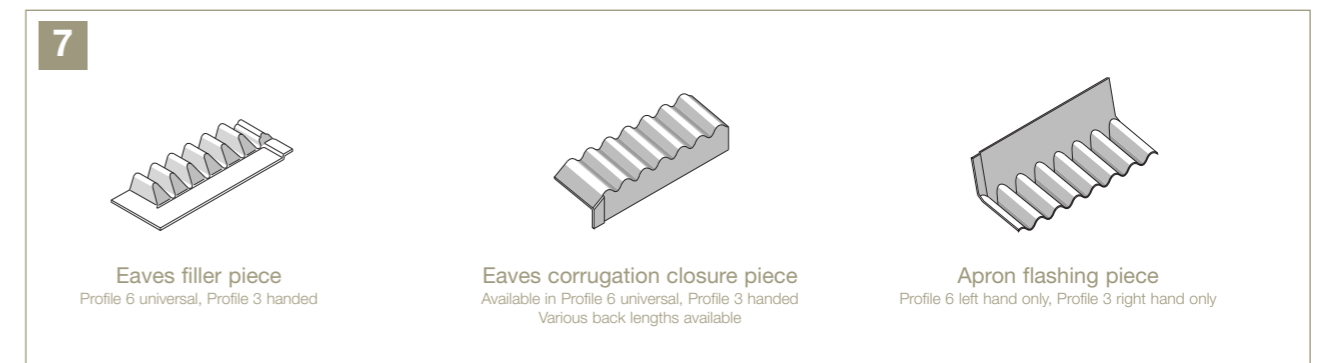 7
Eaves filler piece
Profile 6 universal, Profile 3 handed
Eaves corrugation closure piece
Available in Profile 6 universal, Profile 3 handed
Various back lengths available
Apron flashing piece
Profile 6 left hand only, Profile 3 right hand only